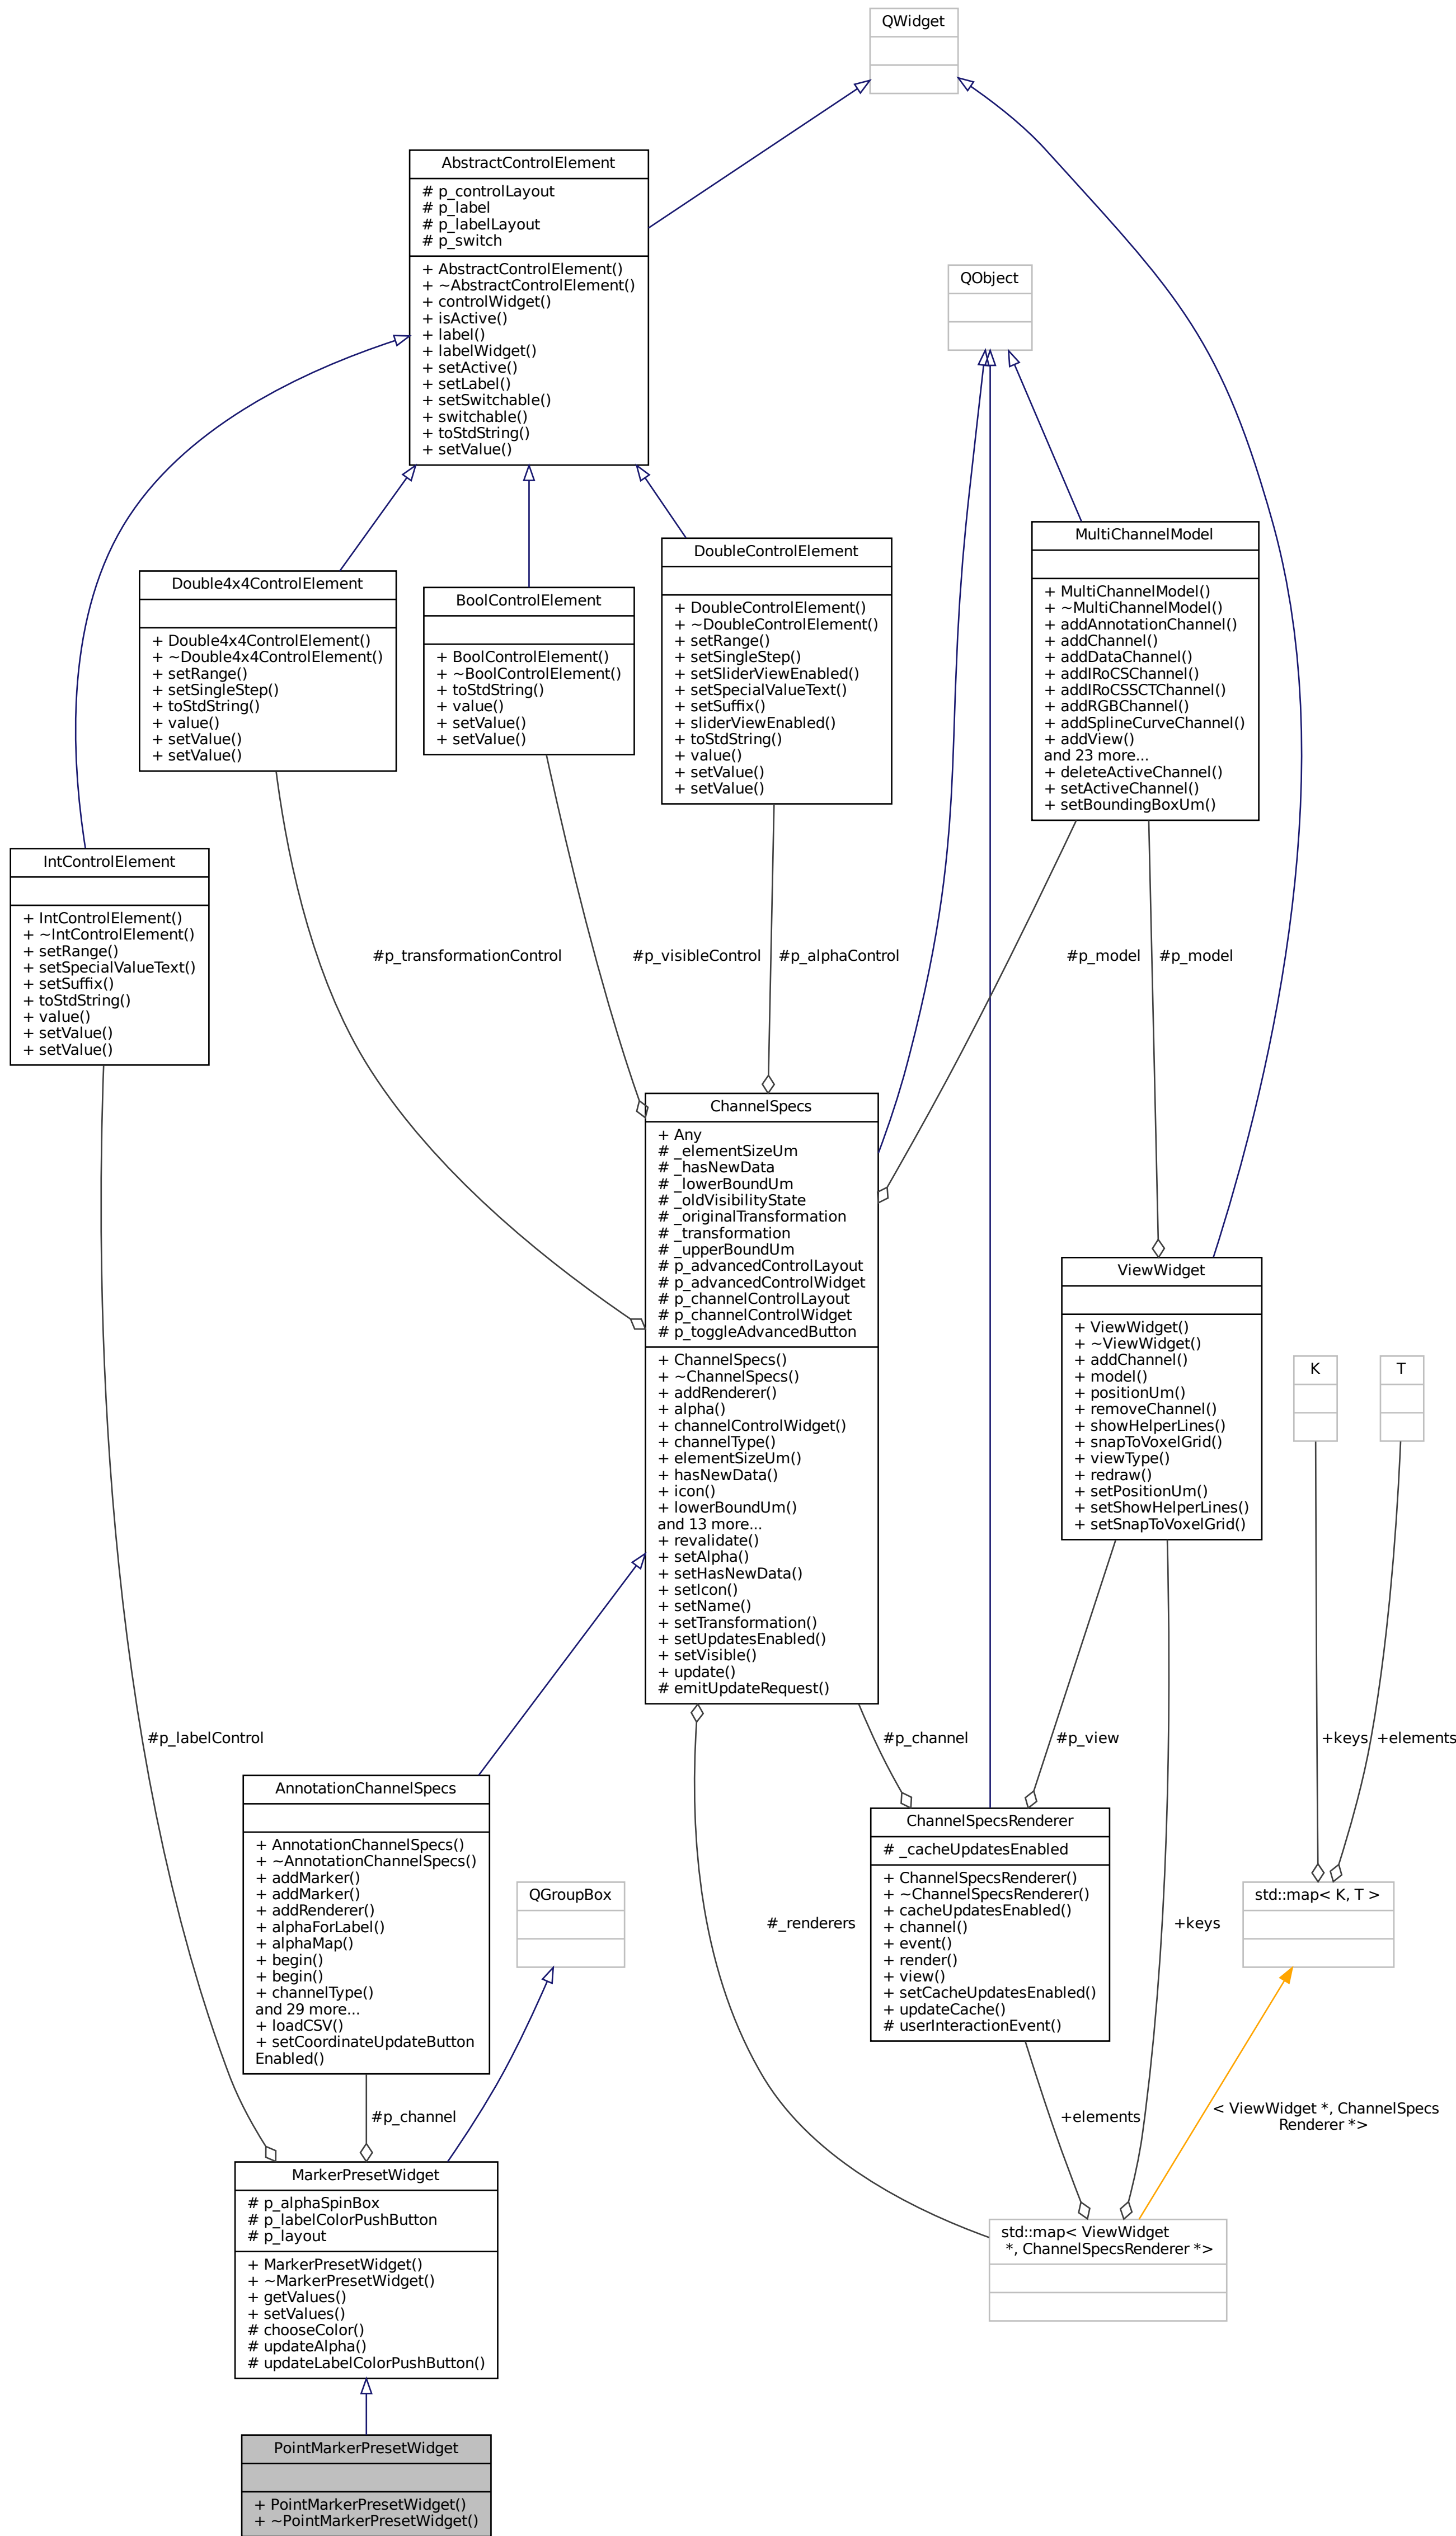 QWidget
AbstractControlElement
# p_controlLayout
# p_label
# p_labelLayout
# p_switch
+ AbstractControlElement()
+ ~AbstractControlElement()
+ controlWidget()
+ isActive()
+ label()
+ labelWidget()
+ setActive()
+ setLabel()
+ setSwitchable()
+ switchable()
+ toStdString()
+ setValue()
QObject
MultiChannelModel
+ MultiChannelModel()
+ ~MultiChannelModel()
+ addAnnotationChannel()
+ addChannel()
+ addDataChannel()
+ addIRoCSChannel()
+ addIRoCSSCTChannel()
+ addRGBChannel()
+ addSplineCurveChannel()
+ addView()
and 23 more...
+ deleteActiveChannel()
+ setActiveChannel()
+ setBoundingBoxUm()
DoubleControlElement
+ DoubleControlElement()
+ ~DoubleControlElement()
+ setRange()
+ setSingleStep()
+ setSliderViewEnabled()
+ setSpecialValueText()
+ setSuffix()
+ sliderViewEnabled()
+ toStdString()
+ value()
+ setValue()
+ setValue()
Double4x4ControlElement
+ Double4x4ControlElement()
+ ~Double4x4ControlElement()
+ setRange()
+ setSingleStep()
+ toStdString()
+ value()
+ setValue()
+ setValue()
BoolControlElement
+ BoolControlElement()
+ ~BoolControlElement()
+ toStdString()
+ value()
+ setValue()
+ setValue()
IntControlElement
+ IntControlElement()
+ ~IntControlElement()
+ setRange()
+ setSpecialValueText()
+ setSuffix()
+ toStdString()
+ value()
+ setValue()
+ setValue()
#p_transformationControl
#p_visibleControl
#p_alphaControl
#p_model
#p_model
ChannelSpecs
+ Any
# _elementSizeUm
# _hasNewData
# _lowerBoundUm
# _oldVisibilityState
# _originalTransformation
# _transformation
# _upperBoundUm
# p_advancedControlLayout
# p_advancedControlWidget
# p_channelControlLayout
# p_channelControlWidget
# p_toggleAdvancedButton
+ ChannelSpecs()
+ ~ChannelSpecs()
+ addRenderer()
+ alpha()
+ channelControlWidget()
+ channelType()
+ elementSizeUm()
+ hasNewData()
+ icon()
+ lowerBoundUm()
and 13 more...
+ revalidate()
+ setAlpha()
+ setHasNewData()
+ setIcon()
+ setName()
+ setTransformation()
+ setUpdatesEnabled()
+ setVisible()
+ update()
# emitUpdateRequest()
ViewWidget
+ ViewWidget()
+ ~ViewWidget()
+ addChannel()
+ model()
+ positionUm()
+ removeChannel()
+ showHelperLines()
+ snapToVoxelGrid()
+ viewType()
+ redraw()
+ setPositionUm()
+ setShowHelperLines()
+ setSnapToVoxelGrid()
K
T
#p_labelControl
#p_channel
#p_view
+keys
+elements
AnnotationChannelSpecs
+ AnnotationChannelSpecs()
+ ~AnnotationChannelSpecs()
+ addMarker()
+ addMarker()
+ addRenderer()
+ alphaForLabel()
+ alphaMap()
+ begin()
+ begin()
+ channelType()
and 29 more...
+ loadCSV()
+ setCoordinateUpdateButton
Enabled()
QGroupBox
#_renderers
ChannelSpecsRenderer
# _cacheUpdatesEnabled
+ ChannelSpecsRenderer()
+ ~ChannelSpecsRenderer()
+ cacheUpdatesEnabled()
+ channel()
+ event()
+ render()
+ view()
+ setCacheUpdatesEnabled()
+ updateCache()
# userInteractionEvent()
+keys
std::map< K, T >
#p_channel
+elements
< ViewWidget *, ChannelSpecs
Renderer *>
MarkerPresetWidget
# p_alphaSpinBox
# p_labelColorPushButton
# p_layout
+ MarkerPresetWidget()
+ ~MarkerPresetWidget()
+ getValues()
+ setValues()
# chooseColor()
# updateAlpha()
# updateLabelColorPushButton()
std::map< ViewWidget
*, ChannelSpecsRenderer *>
PointMarkerPresetWidget
+ PointMarkerPresetWidget()
+ ~PointMarkerPresetWidget()